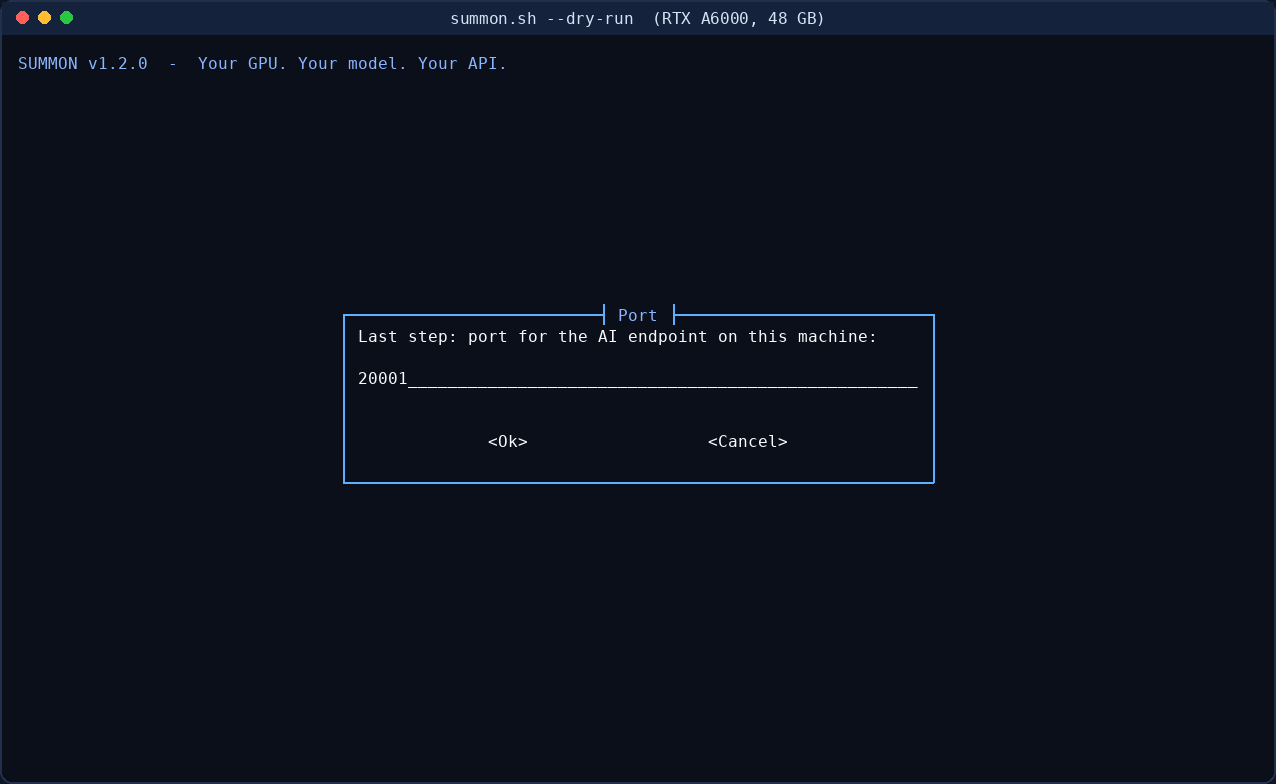 summon.sh --dry-run  (RTX A6000, 48 GB)
SUMMON v1.2.0  -  Your GPU. Your model. Your API.
Port
Last step: port for the AI endpoint on this machine:
20001___________________________________________________
<Ok>                  <Cancel>